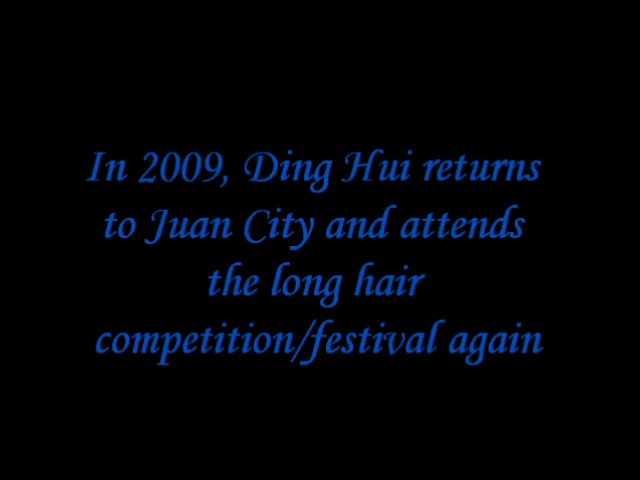 In 2009, Ding Hui returns
to Juan City and attends
the long hair
competition/festival again